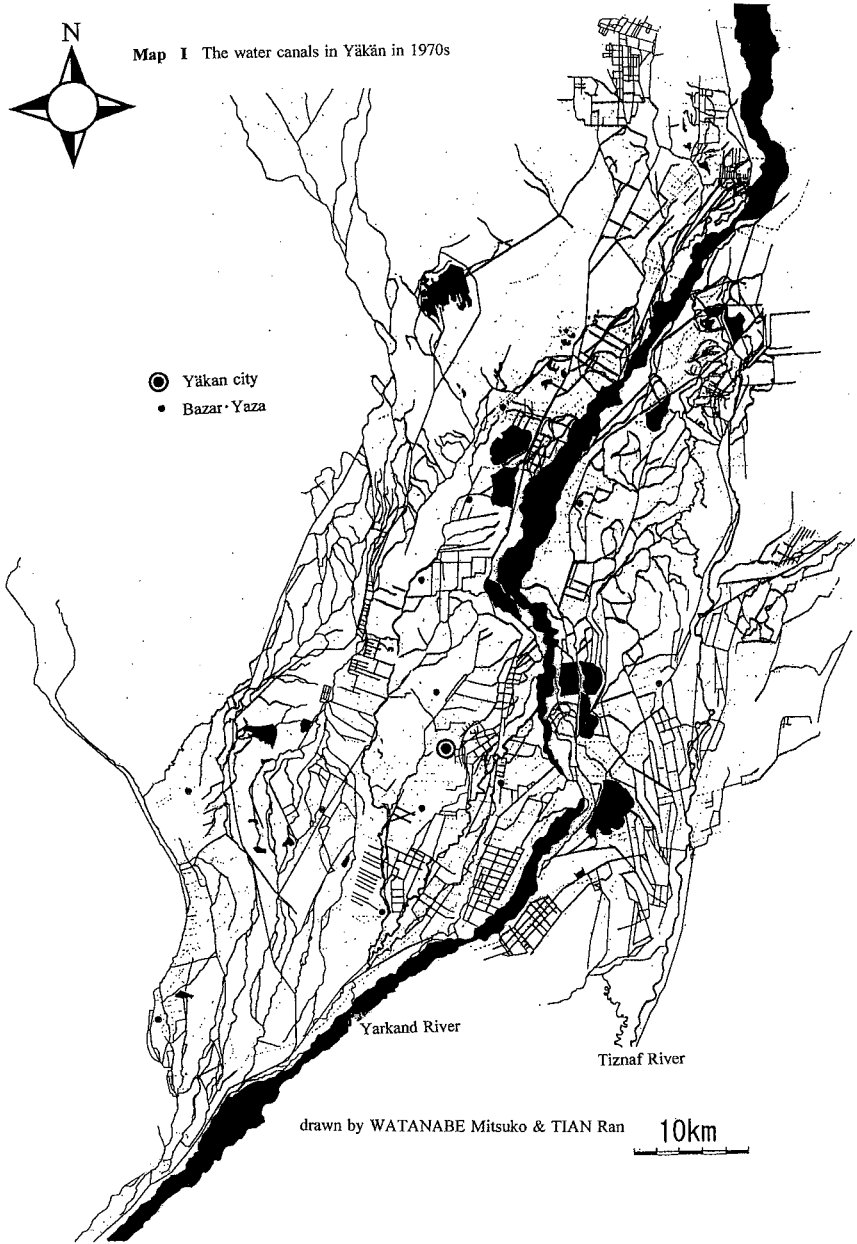 N
Map I The water canals in Yäkän in 1970s
Yäkan city
Bazar·Yaza
Yarkand River
Tiznaf River
drawn by WATANABE Mitsuko & TIAN Ran
10km